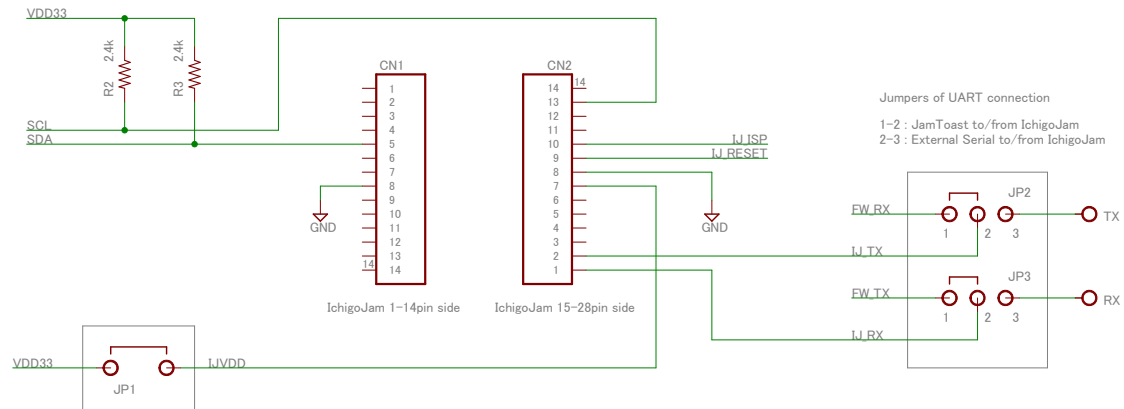 VDD33
R2 2.4k
R3 2.4k
SCL
SDA
CN1
1
2
3
4
5
6
7
8
9
10
11
12
13
14
14
IchigoJam 1-14pin side
GND
CN2
14
14
13
12
11
10
9
8
7
6
5
4
3
2
1
IchigoJam 15-28pin side
IJ_ISP
IJ_RESET
GND
Jumpers of UART connection
1-2 : JamToast to/from IchigoJam
2-3 : External Serial to/from IchigoJam
JP2
FW_RX
1 2 3
TX
IJ_TX
JP3
FW_TX
1 2 3
RX
IJ_RX
VDD33
JP1
IJVDD